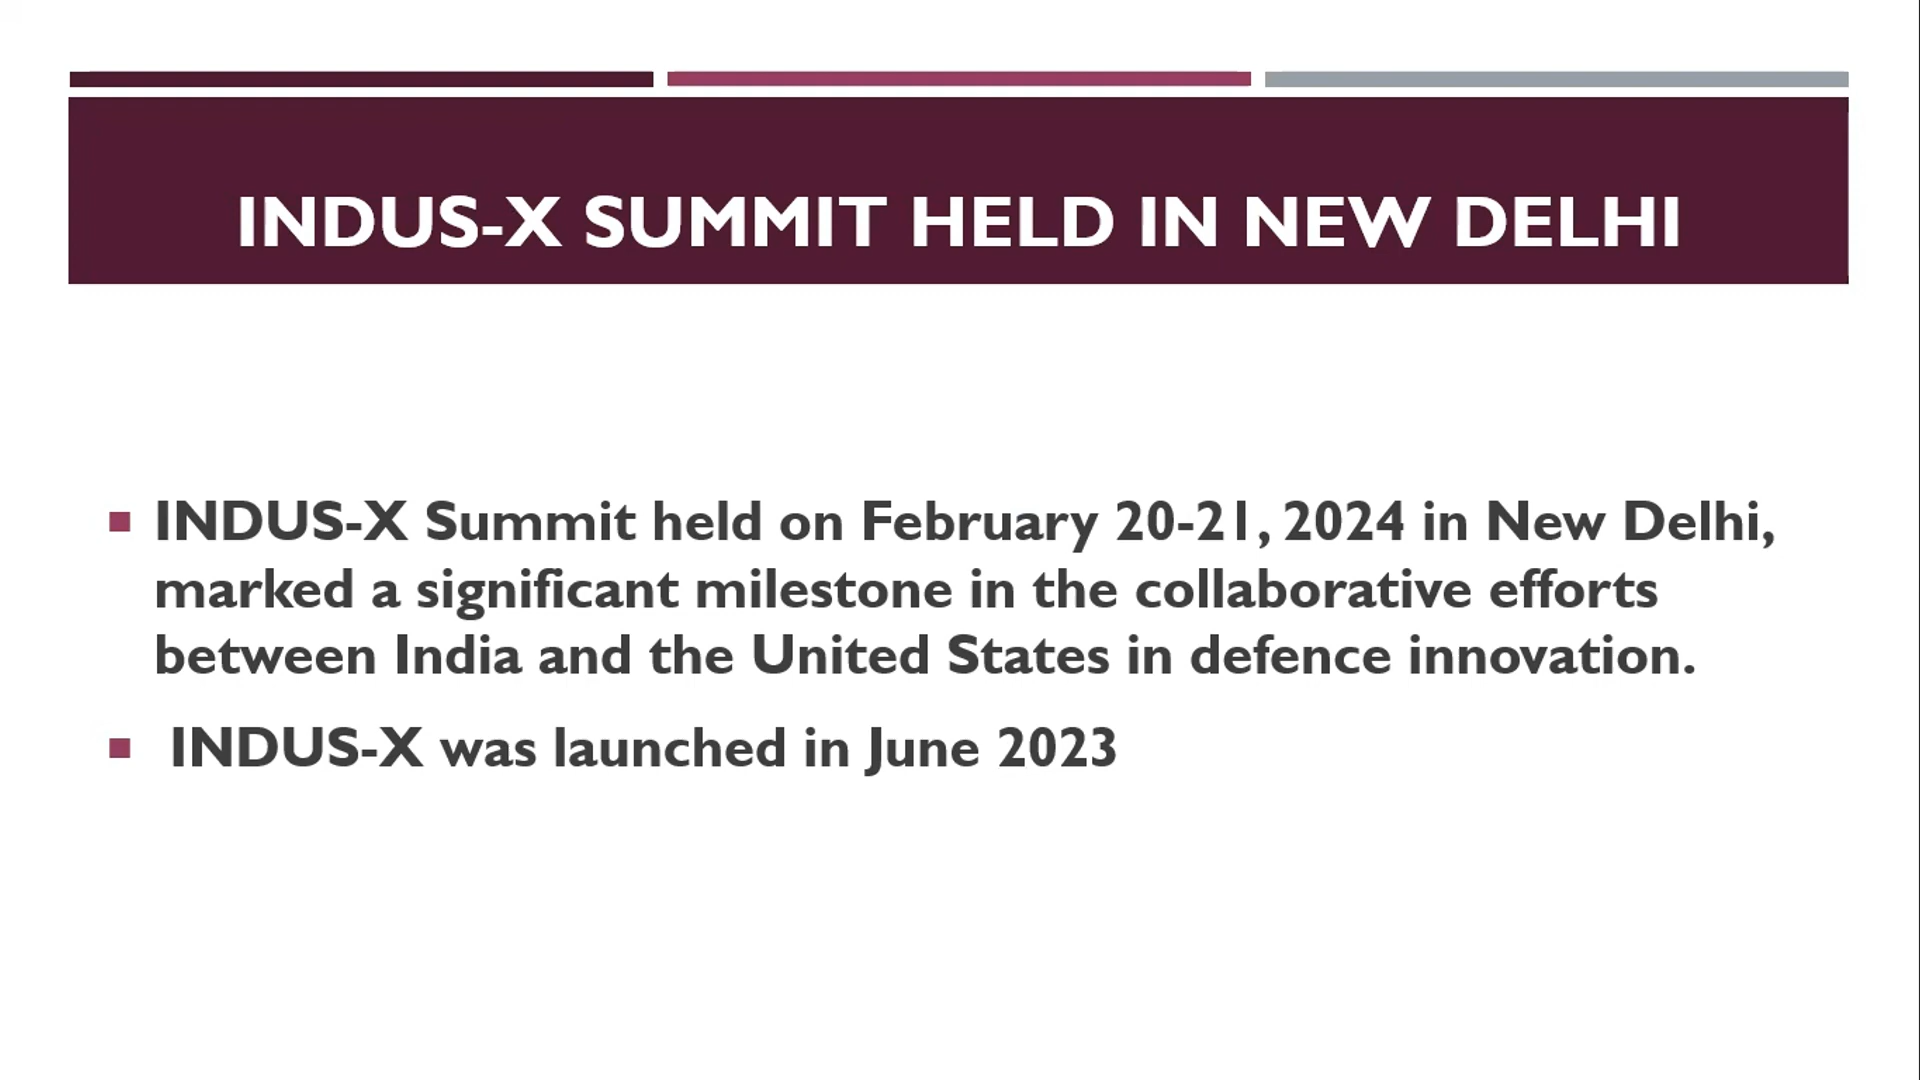 INDUS-X SUMMIT HELD IN NEW DELHI
INDUS-X Summit held on February 20-21, 2024 in New Delhi,
marked a significant milestone in the collaborative efforts
between India and the United States in defence innovation.
INDUS-X was launched in June 2023